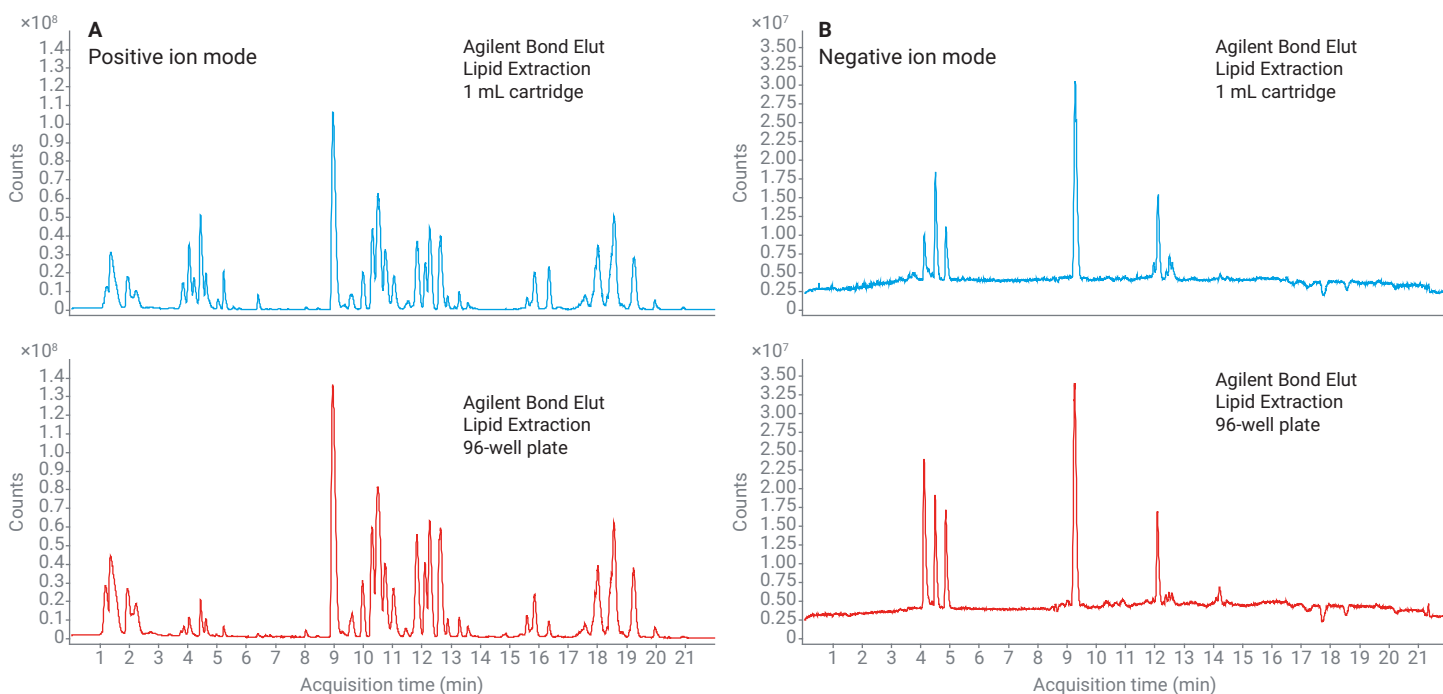 A
Positive ion mode
Agilent Bond Elut
Lipid Extraction
1 mL cartridge
×10⁸
1.4
1.3
1.2
1.1
1.0
0.9
0.8
0.7
0.6
0.5
0.4
0.3
0.2
0.1
0
Counts
Agilent Bond Elut
Lipid Extraction
96-well plate
×10⁸
1.4
1.3
1.2
1.1
1.0
0.9
0.8
0.7
0.6
0.5
0.4
0.3
0.2
0.1
0
Counts
1 2 3 4 5 6 7 8 9 10 11 12 13 14 15 16 17 18 19 20 21
Acquisition time (min)
B
Negative ion mode
Agilent Bond Elut
Lipid Extraction
1 mL cartridge
×10⁷
3.50
3.25
3.00
2.75
2.50
2.25
2.00
1.75
1.50
1.25
1.00
0.75
0.50
0.25
0
Counts
Agilent Bond Elut
Lipid Extraction
96-well plate
×10⁷
3.50
3.25
3.00
2.75
2.50
2.25
2.00
1.75
1.50
1.25
1.00
0.75
0.50
0.25
0
Counts
1 2 3 4 5 6 7 8 9 10 11 12 13 14 15 16 17 18 19 20 21
Acquisition time (min)